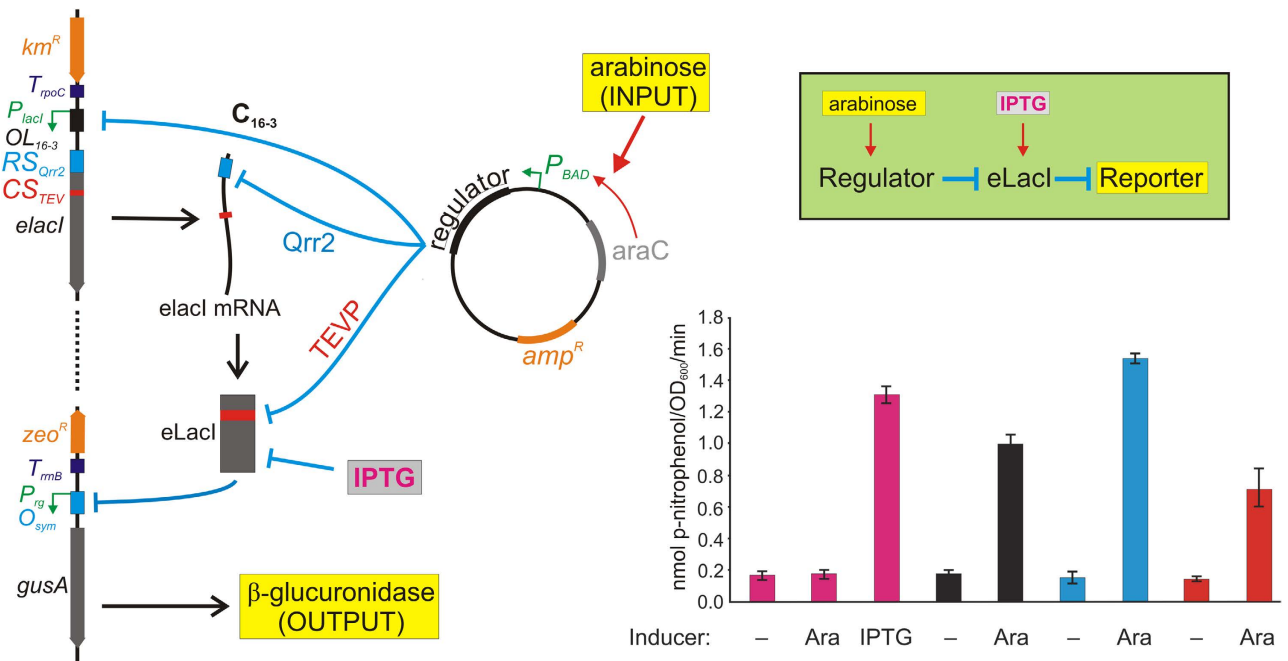 km^R
T_rpoC
P_lacI
OL_16-3
RS_Qrr2
CS_TEV
elacI
zeo^R
T_rrnB
P_rg
O_sym
gusA
C_16-3
Qrr2
elacI mRNA
TEVP
eLacI
IPTG
β-glucuronidase
(OUTPUT)
arabinose
(INPUT)
regulator
P_BAD
araC
amp^R
arabinose
IPTG
Regulator
eLacI
Reporter
nmol p-nitrophenol/OD_600/min
1.8
1.6
1.4
1.2
1.0
0.8
0.6
0.4
0.2
0.0
Inducer: – Ara IPTG – Ara – Ara – Ara